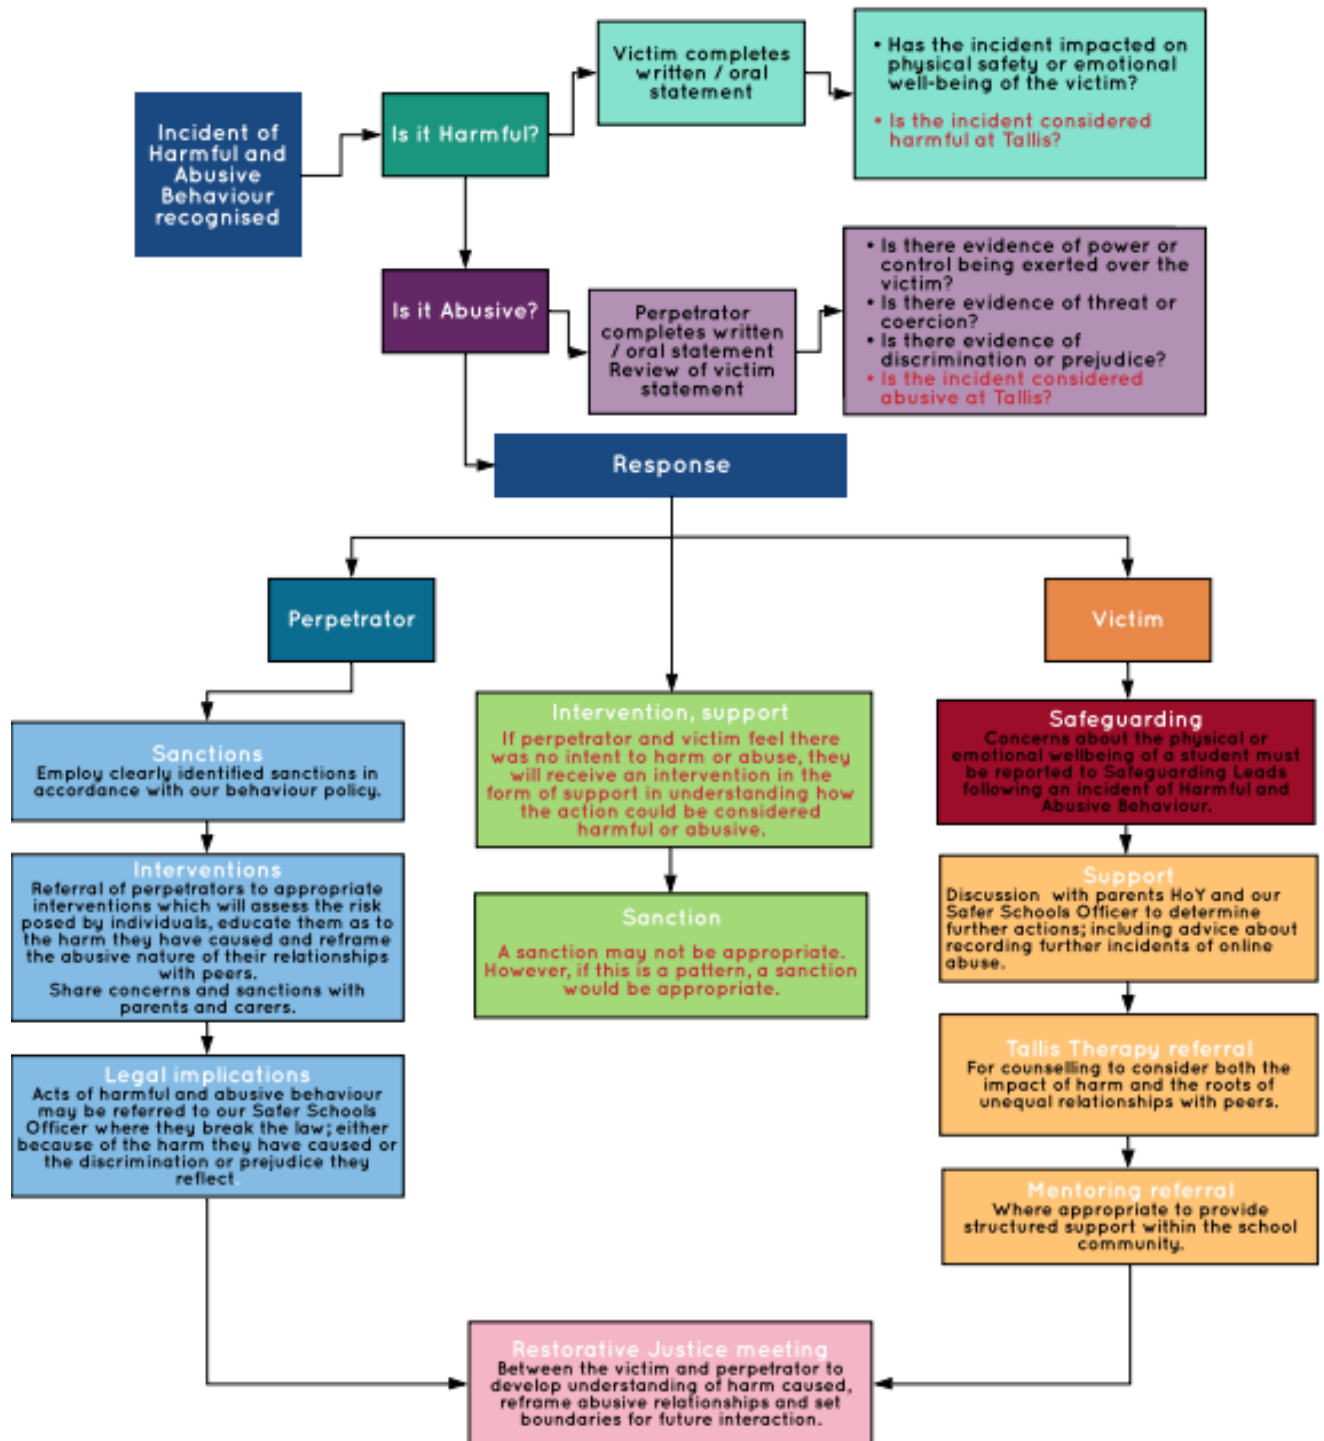 Incident of
Harmful and
Abusive
Behaviour
recognised
Is it Harmful?
Victim completes
written / oral
statement
• Has the incident impacted on
physical safety or emotional
well-being of the victim?
• Is the incident considered
harmful at Tallis?
Is it Abusive?
Perpetrator
completes written
/ oral statement
Review of victim
statement
• Is there evidence of power or
control being exerted over the
victim?
• Is there evidence of threat or
coercion?
• Is there evidence of
discrimination or prejudice?
• Is the incident considered
abusive at Tallis?
Response
Perpetrator
Sanctions
Employ clearly identified sanctions in
accordance with our behaviour policy.
Interventions
Referral of perpetrators to appropriate
interventions which will assess the risk
posed by individuals, educate them as to
the harm they have caused and reframe
the abusive nature of their relationships
with peers.
Share concerns and sanctions with
parents and carers.
Legal implications
Acts of harmful and abusive behaviour
may be referred to our Safer Schools
Officer where they break the law; either
because of the harm they have caused or
the discrimination or prejudice they
reflect.
Intervention, support
If perpetrator and victim feel there
was no intent to harm or abuse, they
will receive an intervention in the
form of support in understanding how
the action could be considered
harmful or abusive.
Sanction
A sanction may not be appropriate.
However, if this is a pattern, a sanction
would be appropriate.
Victim
Safeguarding
Concerns about the physical or
emotional wellbeing of a student must
be reported to Safeguarding Leads
following an incident of Harmful and
Abusive Behaviour.
Support
Discussion with parents HoY and our
Safer Schools Officer to determine
further actions; including advice about
recording further incidents of online
abuse.
Tallis Therapy referral
For counselling to consider both the
impact of harm and the roots of
unequal relationships with peers.
Mentoring referral
Where appropriate to provide
structured support within the school
community.
Restorative Justice meeting
Between the victim and perpetrator to
develop understanding of harm caused,
reframe abusive relationships and set
boundaries for future interaction.